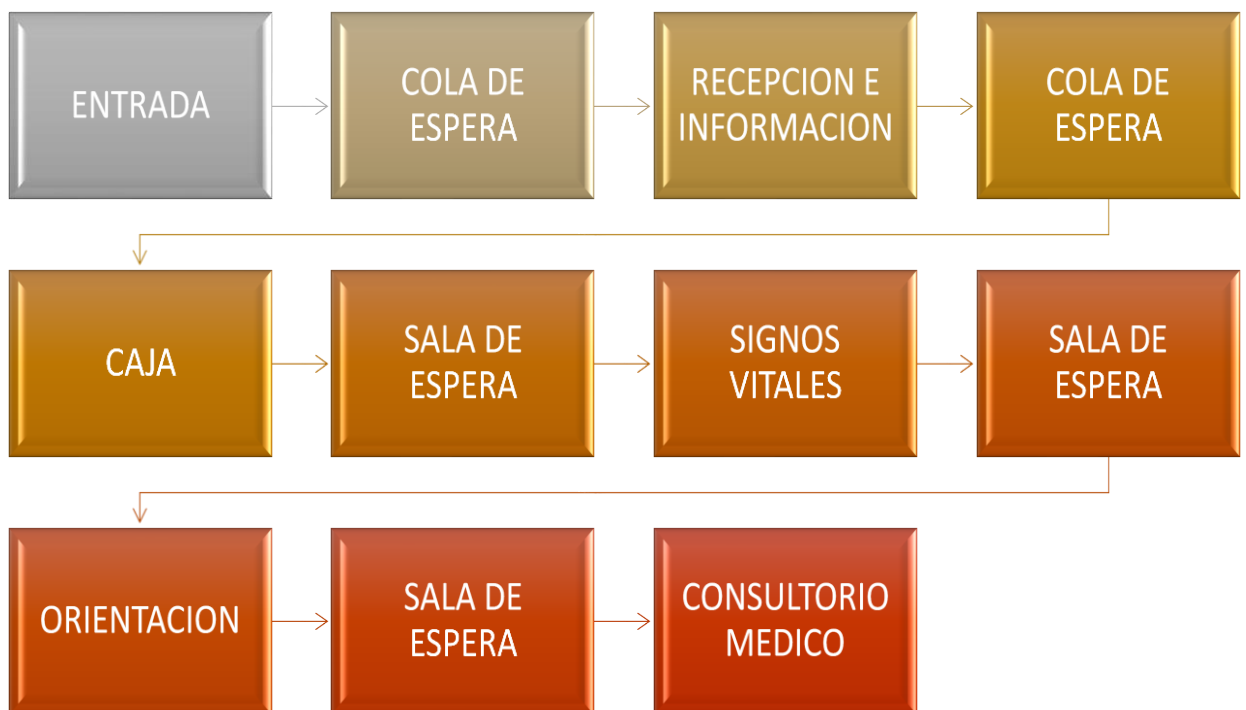 ENTRADA
COLA DE
ESPERA
RECEPCION E
INFORMACION
COLA DE
ESPERA
CAJA
SALA DE
ESPERA
SIGNOS
VITALES
SALA DE
ESPERA
ORIENTACION
SALA DE
ESPERA
CONSULTORIO
MEDICO